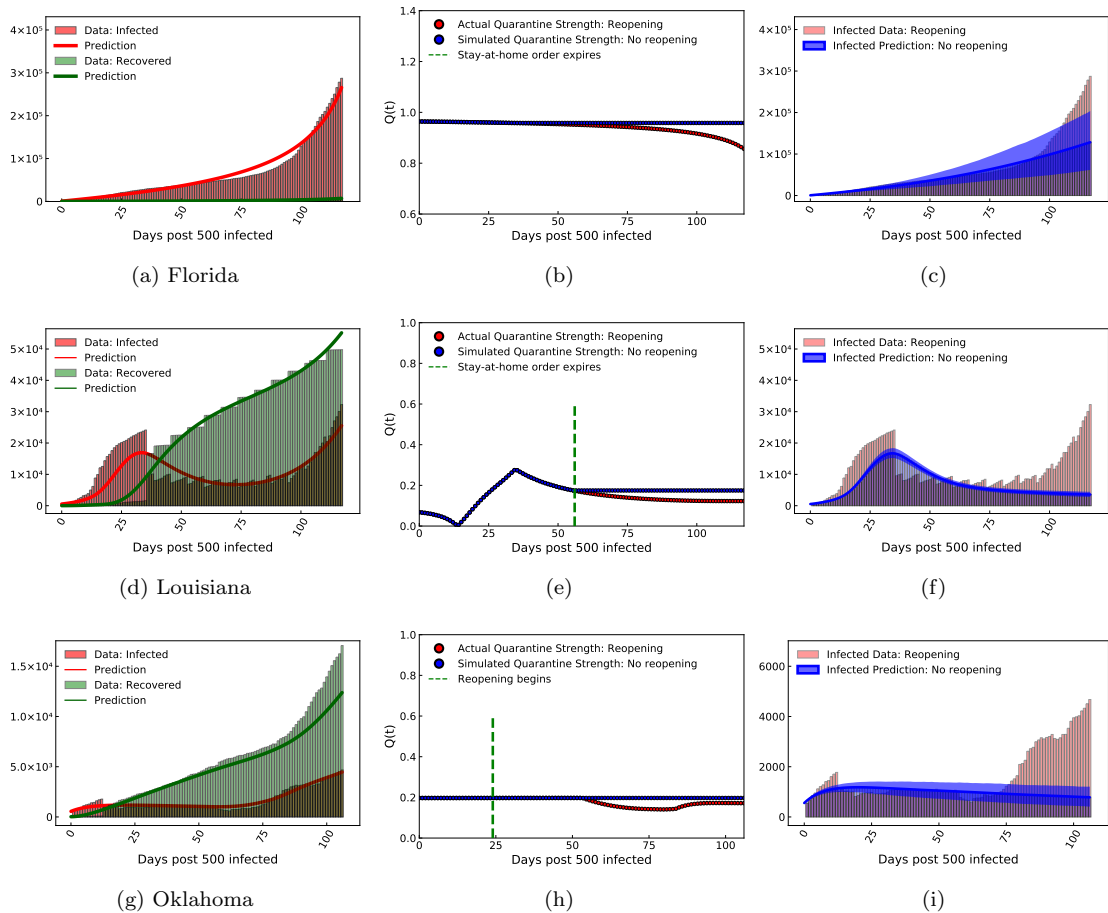 4×10⁵
3×10⁵
2×10⁵
1×10⁵
0
Data: Infected
Prediction
Data: Recovered
Prediction
0
25
50
75
100
Days post 500 infected
(a) Florida
1.4
1.2
1.0
0.8
0.6
Q(t)
Actual Quarantine Strength: Reopening
Simulated Quarantine Strength: No reopening
Stay-at-home order expires
0
25
50
75
100
Days post 500 infected
(b)
4×10⁵
3×10⁵
2×10⁵
1×10⁵
0
Infected Data: Reopening
Infected Prediction: No reopening
0
25
50
75
100
Days post 500 infected
(c)
5×10⁴
4×10⁴
3×10⁴
2×10⁴
1×10⁴
0
Data: Infected
Prediction
Data: Recovered
Prediction
0
25
50
75
100
Days post 500 infected
(d) Louisiana
1.0
0.8
0.6
0.4
0.2
0.0
Q(t)
Actual Quarantine Strength: Reopening
Simulated Quarantine Strength: No reopening
Stay-at-home order expires
0
25
50
75
100
Days post 500 infected
(e)
5×10⁴
4×10⁴
3×10⁴
2×10⁴
1×10⁴
0
Infected Data: Reopening
Infected Prediction: No reopening
0
25
50
75
100
Days post 500 infected
(f)
1.5×10⁴
1.0×10⁴
5.0×10³
0
Data: Infected
Prediction
Data: Recovered
Prediction
0
25
50
75
100
Days post 500 infected
(g) Oklahoma
1.0
0.8
0.6
0.4
0.2
0.0
Q(t)
Actual Quarantine Strength: Reopening
Simulated Quarantine Strength: No reopening
Reopening begins
0
25
50
75
100
Days post 500 infected
(h)
6000
4000
2000
0
Infected Data: Reopening
Infected Prediction: No reopening
0
25
50
75
100
Days post 500 infected
(i)